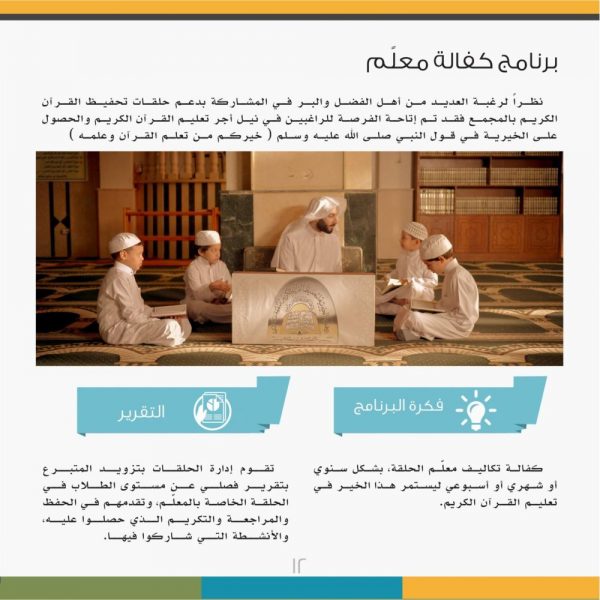 برنامج كفالة معلّم
نظراً لرغبة العديد من أهل الفضل والبر في المشاركة بدعم حلقات تحفيظ القرآن
الكريم بالمجمع فقد تم إتاحة الفرصة للراغبين في نيل أجر تعليم القرآن الكريم والحصول
على الخيرية في قول النبي صلى الله عليه وسلم ( خيركم من تعلم القرآن وعلمه )
فكرة البرنامج
كفالة تكاليف معلّم الحلقة، بشكل سنوي
أو شهري أو أسبوعي ليستمر هذا الخير في
تعليم القرآن الكريم.
التقرير
تقوم إدارة الحلقات بتزويد المتبرع
بتقرير فصلي عن مستوى الطلاب في
الحلقة الخاصة بالمعلّم، وتقدمهم في الحفظ
والمراجعة والتكريم الذي حصلوا عليه،
والأنشطة التي شاركوا فيها.
١٢